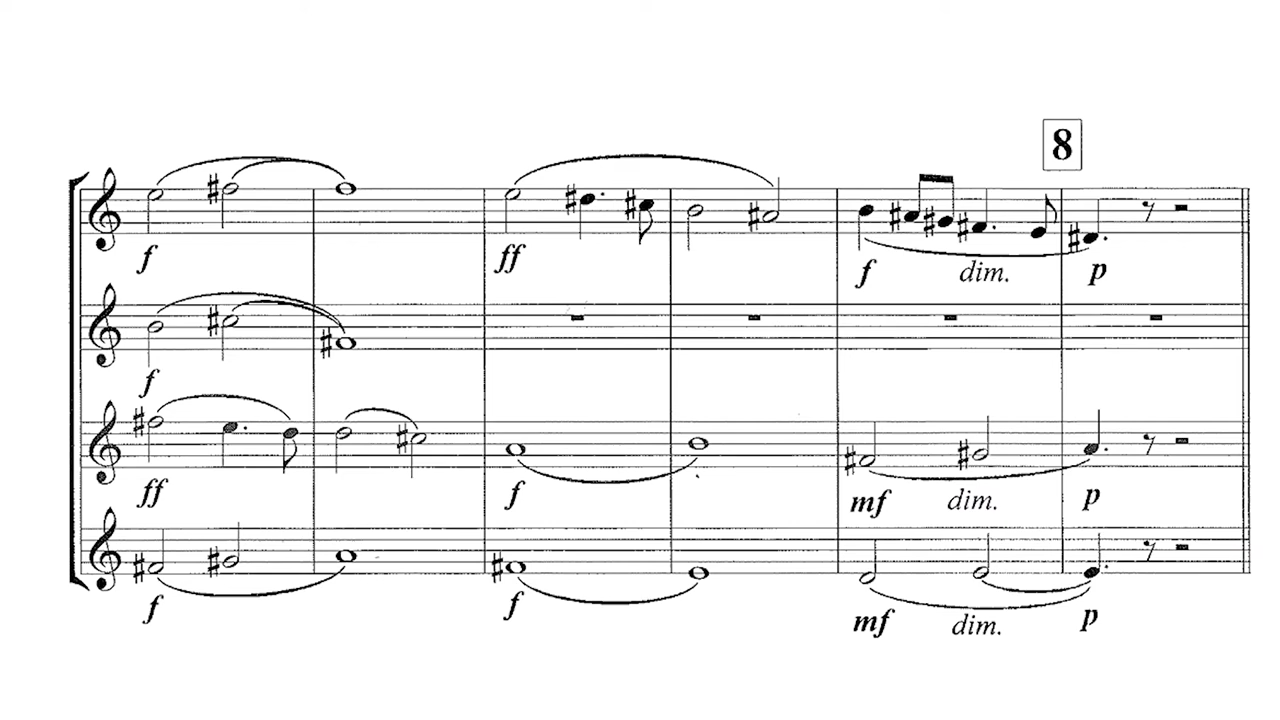 8
f ff f dim. p
f
ff f mf dim. p
f f mf dim. p